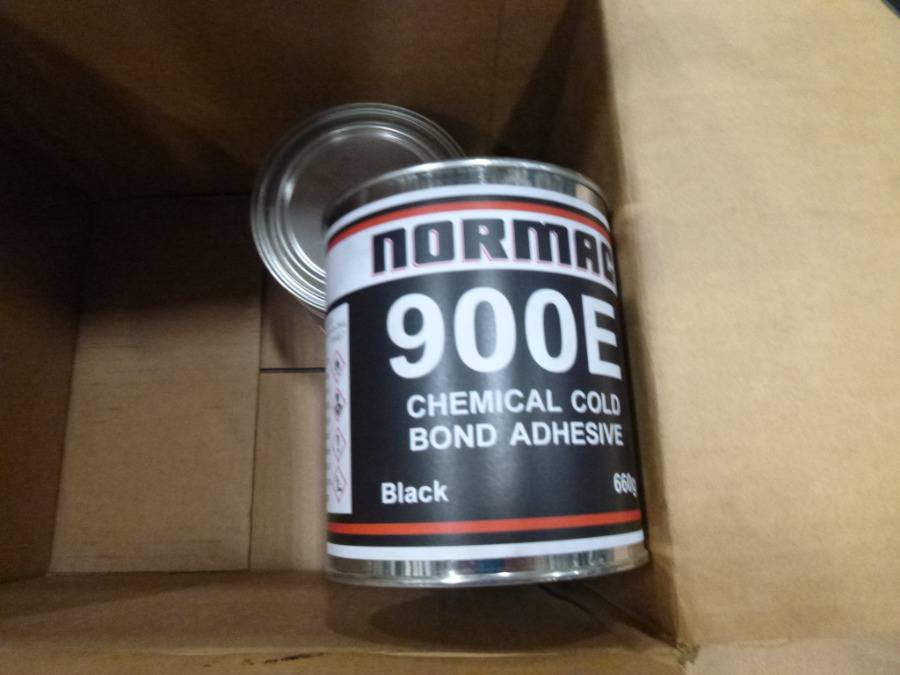 NORMAC
900E
CHEMICAL COLD
BOND ADHESIVE
Black 660g